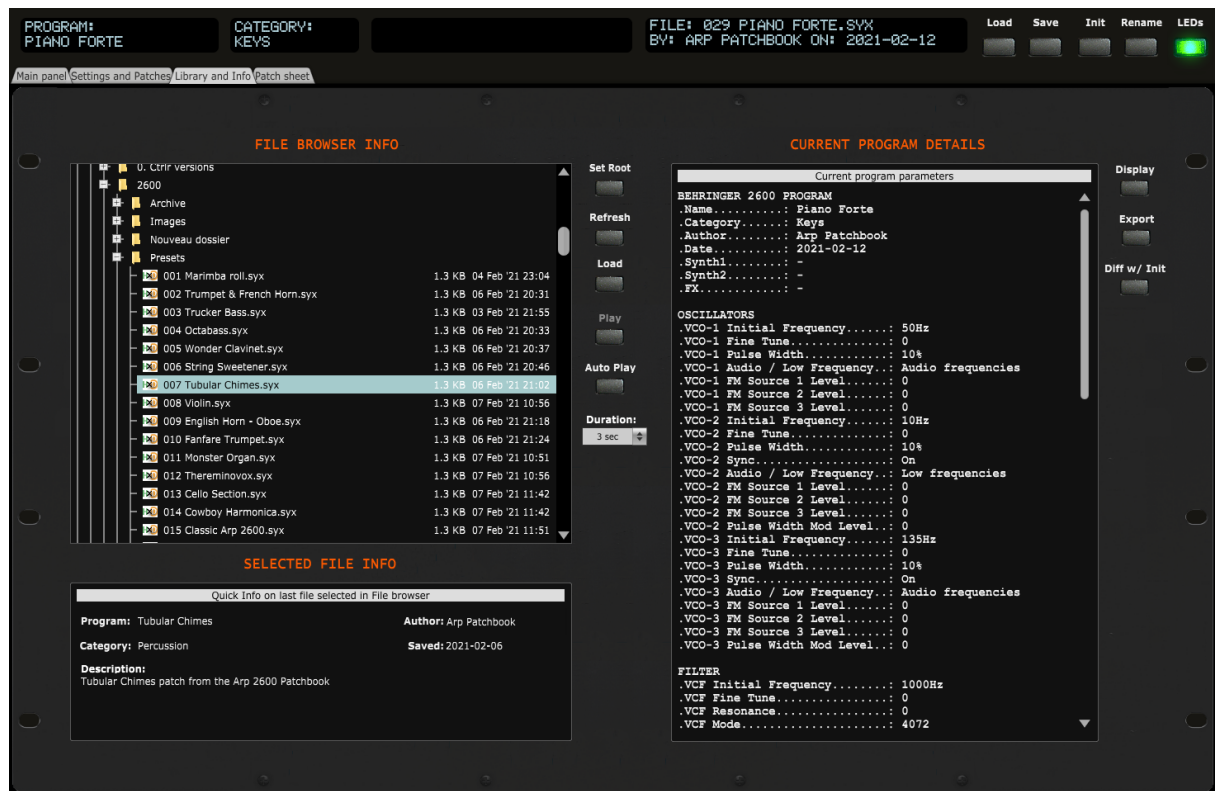 PROGRAM:
PIANO FORTE
CATEGORY:
KEYS
FILE: 029 PIANO FORTE.SYX
BY: ARP PATCHBOOK ON: 2021-02-12
Load Save Init Rename LEDs
Main panel Settings and Patches Library and Info Patch sheet
FILE BROWSER INFO
0. Ctrlr versions
2600
Archive
Images
Nouveau dossier
Presets
001 Marimba roll.syx 1.3 KB 04 Feb '21 23:04
002 Trumpet & French Horn.syx 1.3 KB 06 Feb '21 20:31
003 Trucker Bass.syx 1.3 KB 03 Feb '21 21:55
004 Octabass.syx 1.3 KB 06 Feb '21 20:33
005 Wonder Clavinet.syx 1.3 KB 06 Feb '21 20:37
006 String Sweetener.syx 1.3 KB 06 Feb '21 20:46
007 Tubular Chimes.syx 1.3 KB 06 Feb '21 21:02
008 Violin.syx 1.3 KB 07 Feb '21 10:56
009 English Horn - Oboe.syx 1.3 KB 06 Feb '21 21:18
010 Fanfare Trumpet.syx 1.3 KB 06 Feb '21 21:24
011 Monster Organ.syx 1.3 KB 07 Feb '21 10:51
012 Thereminovox.syx 1.3 KB 07 Feb '21 10:56
013 Cello Section.syx 1.3 KB 07 Feb '21 11:42
014 Cowboy Harmonica.syx 1.3 KB 07 Feb '21 11:42
015 Classic Arp 2600.syx 1.3 KB 07 Feb '21 11:51
Set Root
Refresh
Load
Play
Auto Play
Duration:
3 sec
SELECTED FILE INFO
Quick Info on last file selected in File browser
Program: Tubular Chimes Author: Arp Patchbook
Category: Percussion Saved: 2021-02-06
Description:
Tubular Chimes patch from the Arp 2600 Patchbook
CURRENT PROGRAM DETAILS
Current program parameters
BEHRINGER 2600 PROGRAM
.Name..........: Piano Forte
.Category......: Keys
.Author........: Arp Patchbook
.Date..........: 2021-02-12
.Synth1........: -
.Synth2........: -
.FX............: -
OSCILLATORS
.VCO-1 Initial Frequency......: 50Hz
.VCO-1 Fine Tune..............: 0
.VCO-1 Pulse Width............: 10%
.VCO-1 Audio / Low Frequency..: Audio frequencies
.VCO-1 FM Source 2 Level......: 0
.VCO-1 FM Source 1 Level......: 0
.VCO-1 FM Source 3 Level......: 0
.VCO-2 Initial Frequency......: 10Hz
.VCO-2 Fine Tune..............: 0
.VCO-2 Pulse Width............: 10%
.VCO-2 Sync...................: On
.VCO-2 Audio / Low Frequency..: Low frequencies
.VCO-2 FM Source 1 Level......: 0
.VCO-2 FM Source 2 Level......: 0
.VCO-2 FM Source 3 Level......: 0
.VCO-2 Pulse Width Mod Level..: 0
.VCO-3 Initial Frequency......: 135Hz
.VCO-3 Fine Tune..............: 0
.VCO-3 Pulse Width............: 10%
.VCO-3 Sync...................: On
.VCO-3 Audio / Low Frequency..: Audio frequencies
.VCO-3 FM Source 1 Level......: 0
.VCO-3 FM Source 2 Level......: 0
.VCO-3 FM Source 3 Level......: 0
.VCO-3 Pulse Width Mod Level..: 0
FILTER
.VCF Initial Frequency........: 1000Hz
.VCF Fine Tune................: 0
.VCF Resonance................: 0
.VCF Mode.....................: 4072
Display
Export
Diff w/ Init